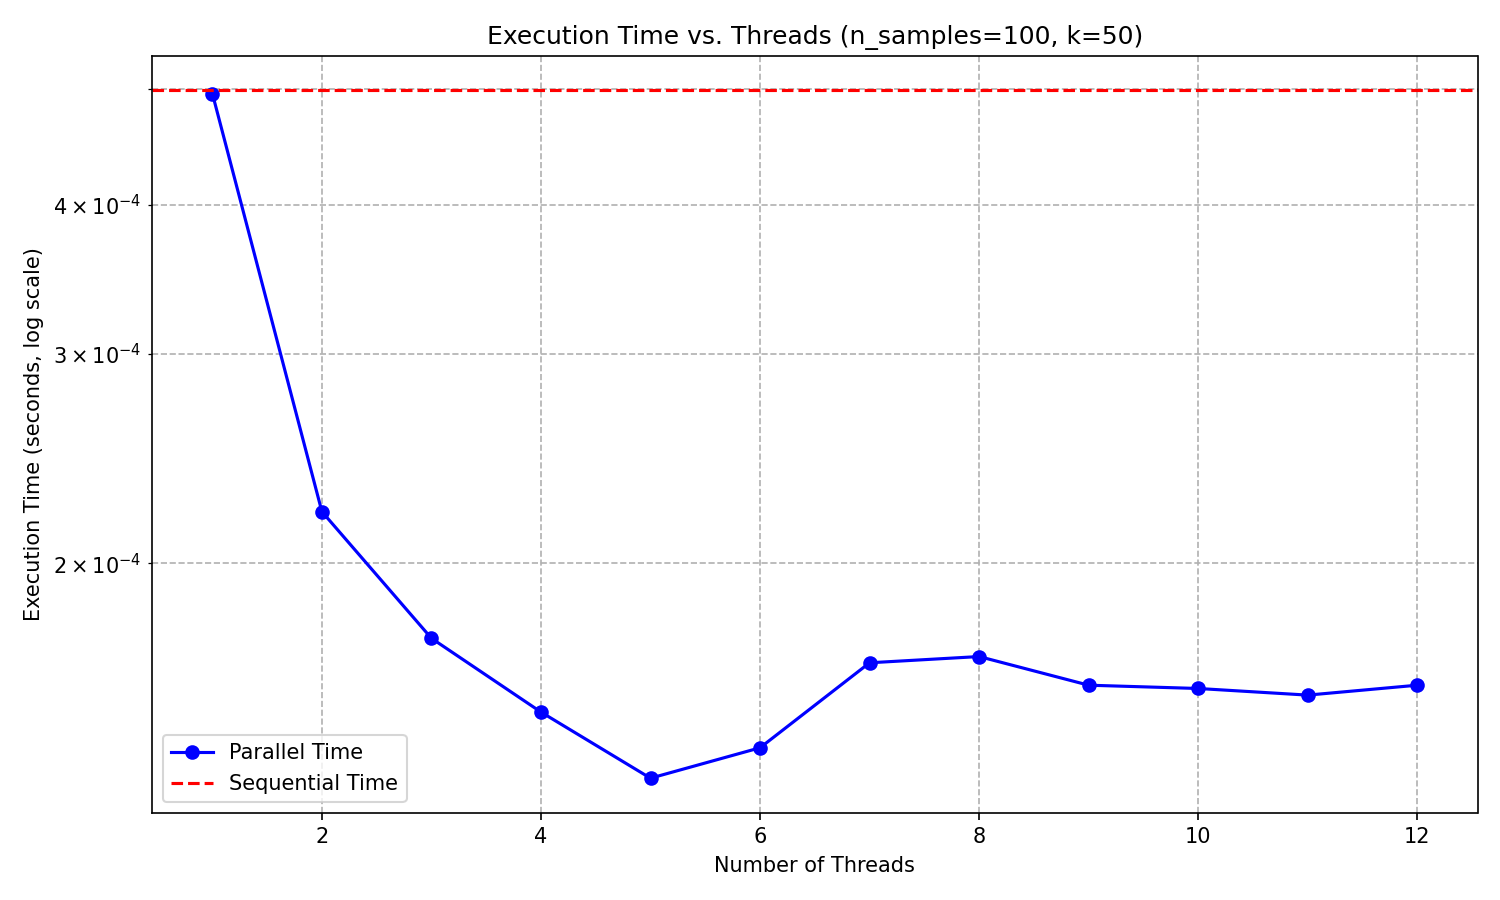 Execution Time vs. Threads (n_samples=100, k=50)
Execution Time (seconds, log scale)
4 × 10⁻⁴
3 × 10⁻⁴
2 × 10⁻⁴
Parallel Time
Sequential Time
2 4 6 8 10 12
Number of Threads